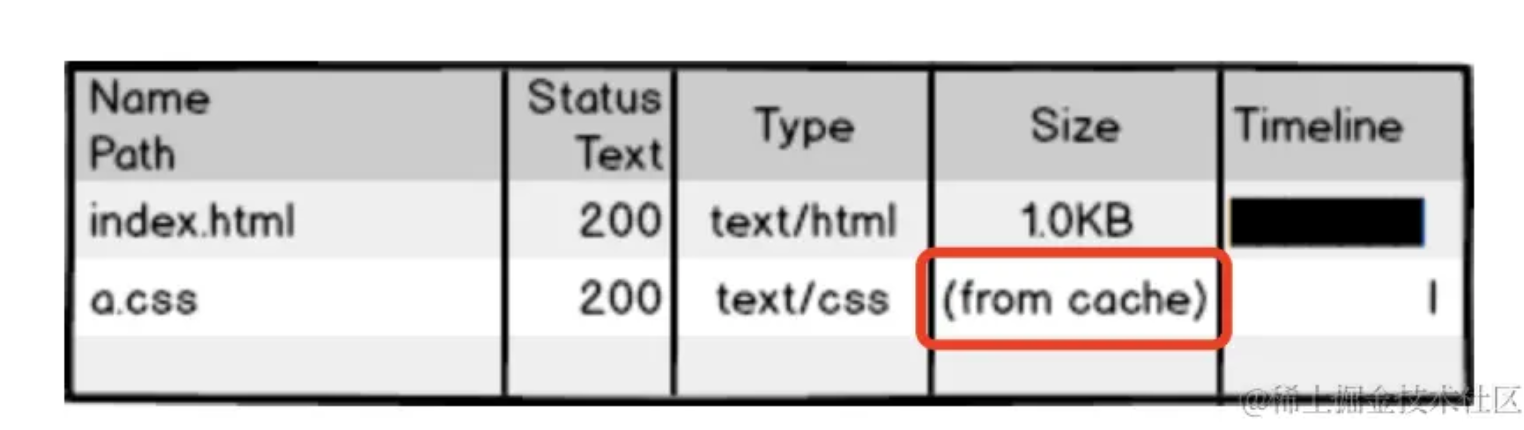 Name
Path
Status
Text
Type
Size
Timeline
index.html
200
text/html
1.0KB
a.css
200
text/css
(from cache)
@稀土掘金技术社区